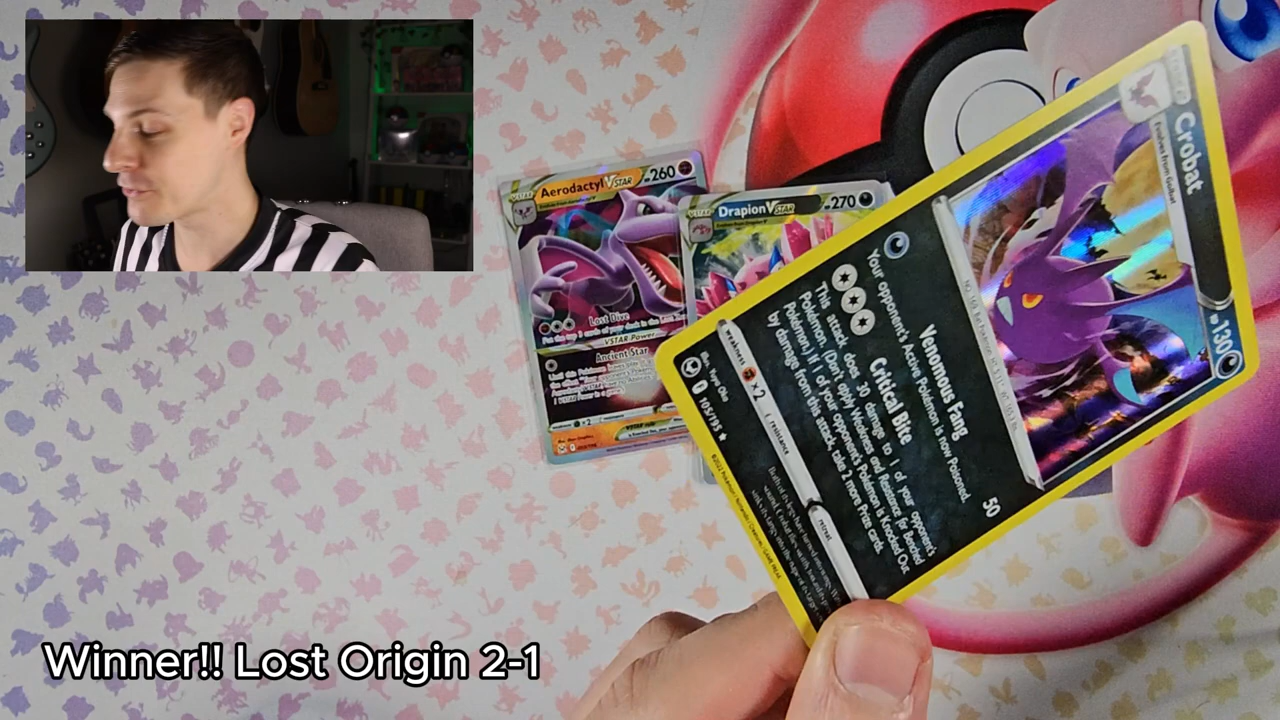 VSTAR Aerodactyl VSTAR 260
Lost Dive
VSTAR Power
Ancient Star
VSTAR Drapion VSTAR 270
Crobat 130
Evolves from Golbat
Venomous Fang 50
Your opponent's Active Pokémon is now Poisoned.
Critical Bite
This attack does 30 damage to 1 of your opponent's
Pokémon. (Don't apply Weakness and Resistance for Benched
Pokémon.) If 1 of your opponent's Pokémon is Knocked Out
by damage from this attack, take 2 more Prize cards.
weakness ×2 resistance retreat
105/195
Winner!! Lost Origin 2-1